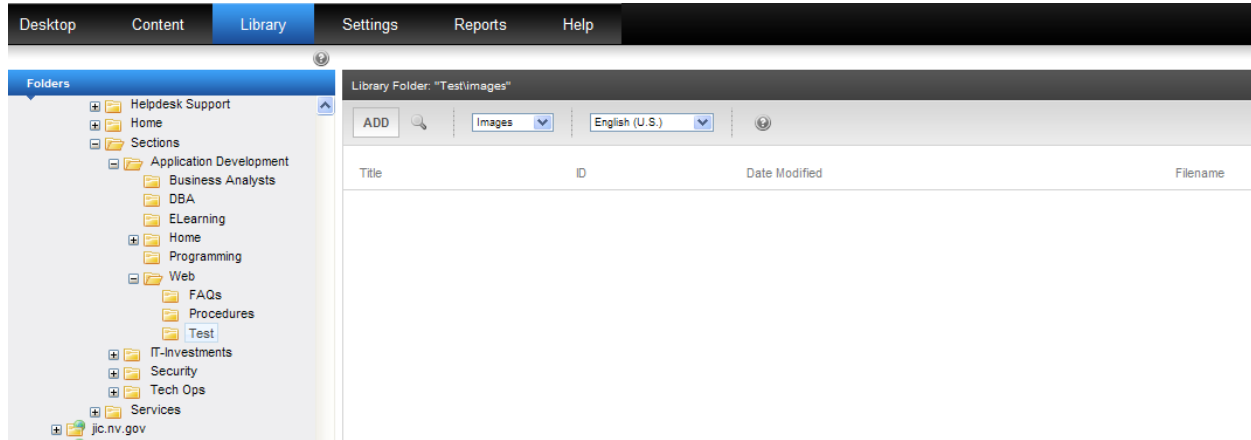 Desktop Content Library Settings Reports Help
Folders
Helpdesk Support
Home
Sections
Application Development
Business Analysts
DBA
ELearning
Home
Programming
Web
FAQs
Procedures
Test
IT-Investments
Security
Tech Ops
Services
jic.nv.gov
Library Folder: "Test\images"
ADD Images English (U.S.)
Title ID Date Modified Filename